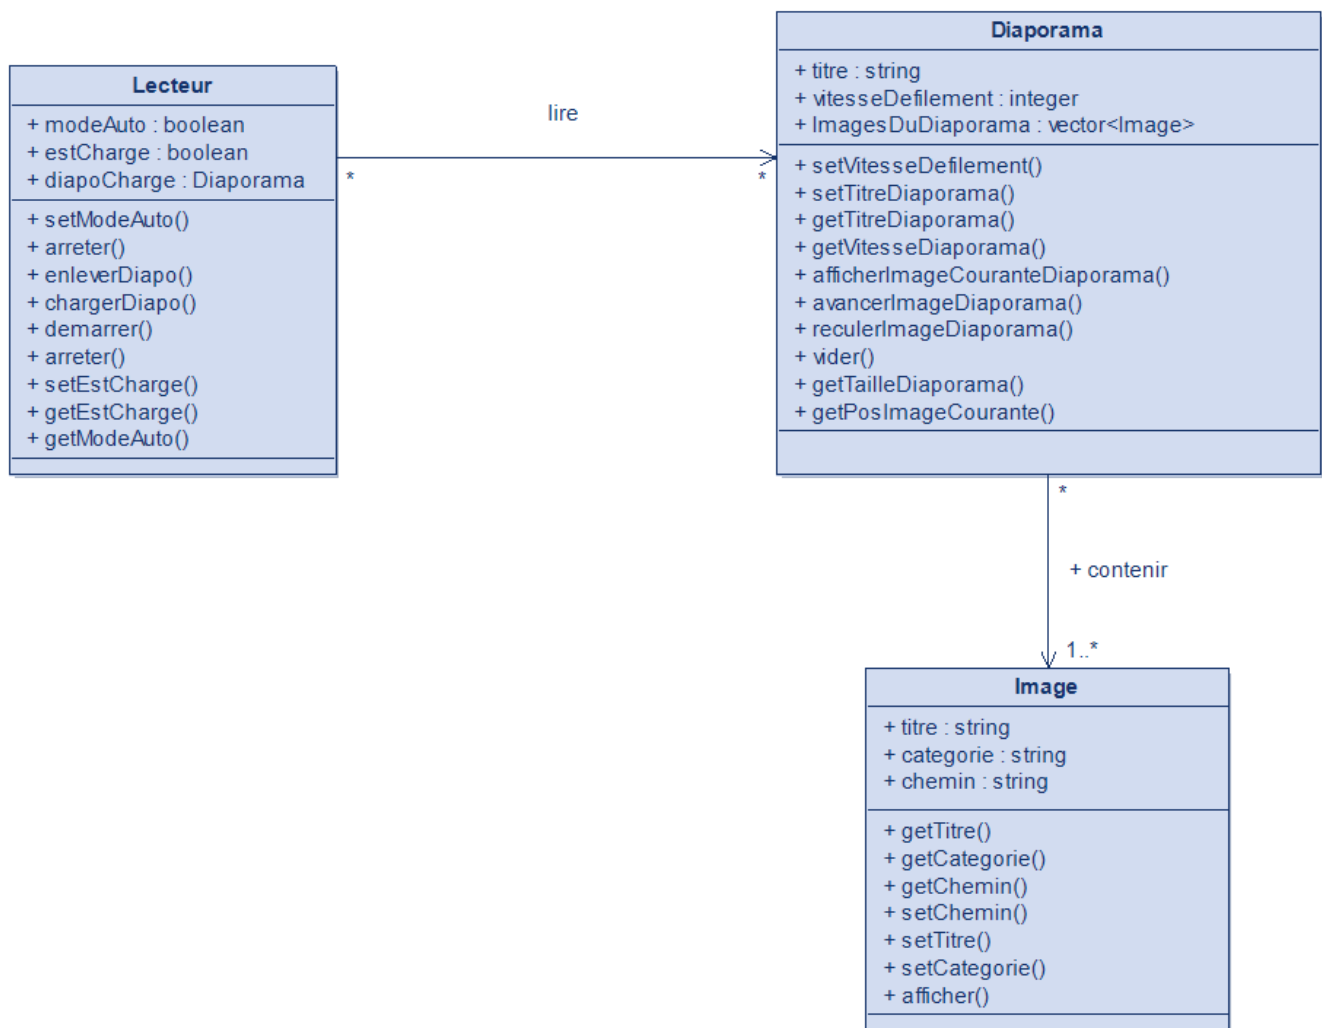 Lecteur
+ modeAuto : boolean
+ estCharge : boolean
+ diapoCharge : Diaporama
+ setModeAuto()
+ arreter()
+ enleverDiapo()
+ chargerDiapo()
+ demarrer()
+ arreter()
+ setEstCharge()
+ getEstCharge()
+ getModeAuto()
lire
*
*
Diaporama
+ titre : string
+ vitesseDefilement : integer
+ ImagesDuDiaporama : vector<Image>
+ setVitesseDefilement()
+ setTitreDiaporama()
+ getTitreDiaporama()
+ getVitesseDiaporama()
+ afficherImageCouranteDiaporama()
+ avancerImageDiaporama()
+ reculerImageDiaporama()
+ vider()
+ getTailleDiaporama()
+ getPosImageCourante()
*
+ contenir
1..*
Image
+ titre : string
+ categorie : string
+ chemin : string
+ getTitre()
+ getCategorie()
+ getChemin()
+ setChemin()
+ setTitre()
+ setCategorie()
+ afficher()